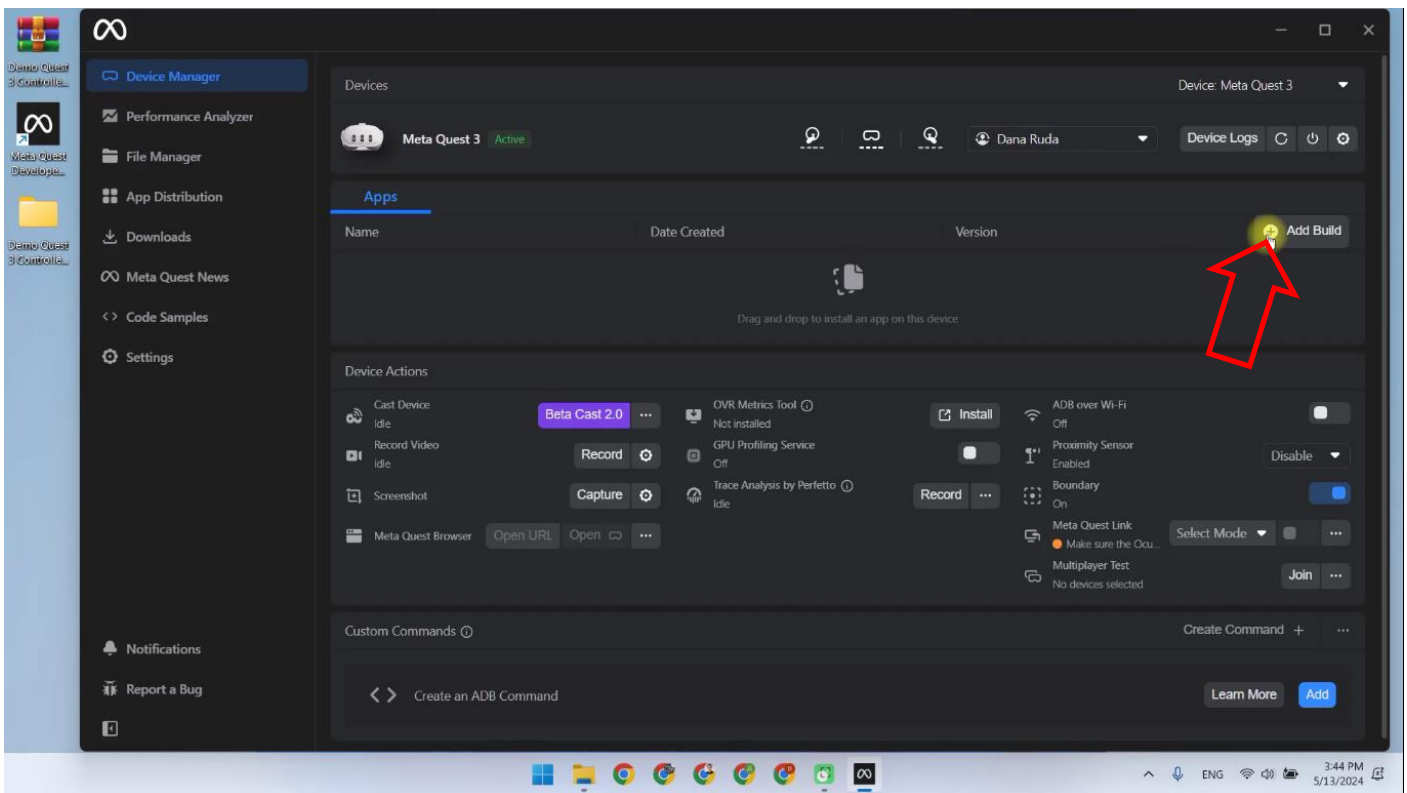 Demo Quest
3 Controlle...
Meta Quest
Develope...
Demo Quest
3 Controlle...
Device Manager
Performance Analyzer
File Manager
App Distribution
Downloads
Meta Quest News
Code Samples
Settings
Notifications
Report a Bug
Devices
Device: Meta Quest 3
Meta Quest 3 Active
Dana Ruda
Device Logs
Apps
Name Date Created Version
Add Build
Drag and drop to install an app on this device
Device Actions
Cast Device
Idle
Beta Cast 2.0
Record Video
Idle
Record
Screenshot
Capture
Meta Quest Browser
Open URL
Open
OVR Metrics Tool
Not installed
Install
GPU Profiling Service
Off
Trace Analysis by Perfetto
Idle
Record
ADB over Wi-Fi
Off
Proximity Sensor
Enabled
Disable
Boundary
On
Meta Quest Link
Make sure the Ocu...
Select Mode
Multiplayer Test
No devices selected
Join
Custom Commands
Create Command +
Create an ADB Command
Learn More
Add
ENG
3:44 PM
5/13/2024